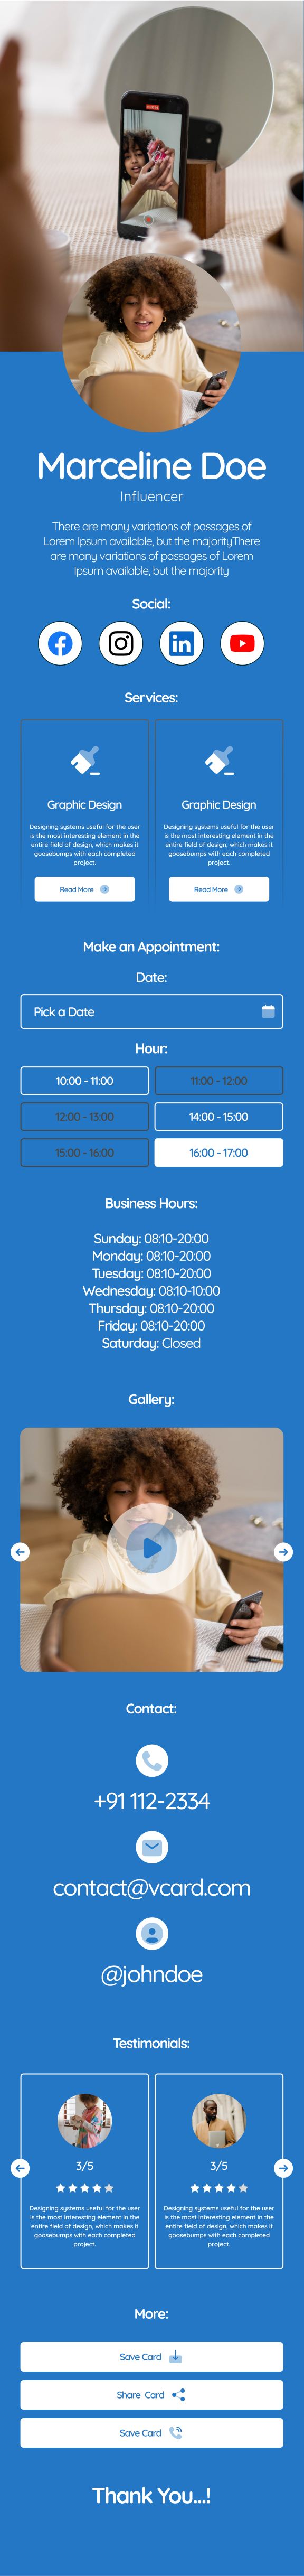 Marceline Doe
Influencer
There are many variations of passages of
Lorem Ipsum available, but the majorityThere
are many variations of passages of Lorem
Ipsum available, but the majority
Social:
Services:
Graphic Design
Designing systems useful for the user
is the most interesting element in the
entire field of design, which makes it
goosebumps with each completed
project.
Read More
Graphic Design
Designing systems useful for the user
is the most interesting element in the
entire field of design, which makes it
goosebumps with each completed
project.
Read More
Make an Appointment:
Date:
Pick a Date
Hour:
10:00 - 11:00
11:00 - 12:00
12:00 - 13:00
14:00 - 15:00
15:00 - 16:00
16:00 - 17:00
Business Hours:
Sunday: 08:10-20:00
Monday: 08:10-20:00
Tuesday: 08:10-20:00
Wednesday: 08:10-10:00
Thursday: 08:10-20:00
Friday: 08:10-20:00
Saturday: Closed
Gallery:
Contact:
+91 112-2334
contact@vcard.com
@johndoe
Testimonials:
3/5
Designing systems useful for the user
is the most interesting element in the
entire field of design, which makes it
goosebumps with each completed
project.
3/5
Designing systems useful for the user
is the most interesting element in the
entire field of design, which makes it
goosebumps with each completed
project.
More:
Save Card
Share Card
Save Card
Thank You...!